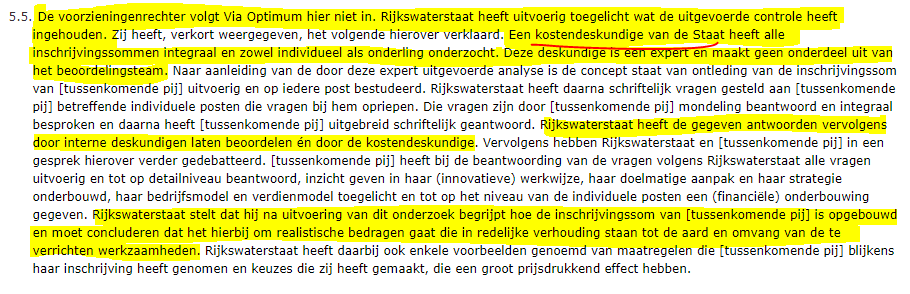 5.5. De voorzieningenrechter volgt Via Optimum hier niet in. Rijkswaterstaat heeft uitvoerig toegelicht wat de uitgevoerde controle heeft
ingehouden. Zij heeft, verkort weergegeven, het volgende hierover verklaard. Een kostendeskundige van de Staat heeft alle
inschrijvingssommen integraal en zowel individueel als onderling onderzocht. Deze deskundige is een expert en maakt geen onderdeel uit van
het beoordelingsteam. Naar aanleiding van de door deze expert uitgevoerde analyse is de concept staat van ontleding van de inschrijvingssom
van [tussenkomende pij] uitvoerig en op iedere post bestudeerd. Rijkswaterstaat heeft daarna schriftelijk vragen gesteld aan [tussenkomende
pij] betreffende individuele posten die vragen bij hem opriepen. Die vragen zijn door [tussenkomende pij] mondeling beantwoord en integraal
besproken en daarna heeft [tussenkomende pij] uitgebreid schriftelijk geantwoord. Rijkswaterstaat heeft de gegeven antwoorden vervolgens
door interne deskundigen laten beoordelen én door de kostendeskundige. Vervolgens hebben Rijkswaterstaat en [tussenkomende pij] in een
gesprek hierover verder gedebatteerd. [tussenkomende pij] heeft bij de beantwoording van de vragen volgens Rijkswaterstaat alle vragen
uitvoerig en tot op detailniveau beantwoord, inzicht geven in haar (innovatieve) werkwijze, haar doelmatige aanpak en haar strategie
onderbouwd, haar bedrijfsmodel en verdienmodel toegelicht en tot op het niveau van de individuele posten een (financiële) onderbouwing
gegeven. Rijkswaterstaat stelt dat hij na uitvoering van dit onderzoek begrijpt hoe de inschrijvingssom van [tussenkomende pij] is opgebouwd
en moet concluderen dat het hierbij om realistische bedragen gaat die in redelijke verhouding staan tot de aard en omvang van de te
verrichten werkzaamheden. Rijkswaterstaat heeft daarbij ook enkele voorbeelden genoemd van maatregelen die [tussenkomende pij] blijkens
haar inschrijving heeft genomen en keuzes die zij heeft gemaakt, die een groot prijsdrukkend effect hebben.